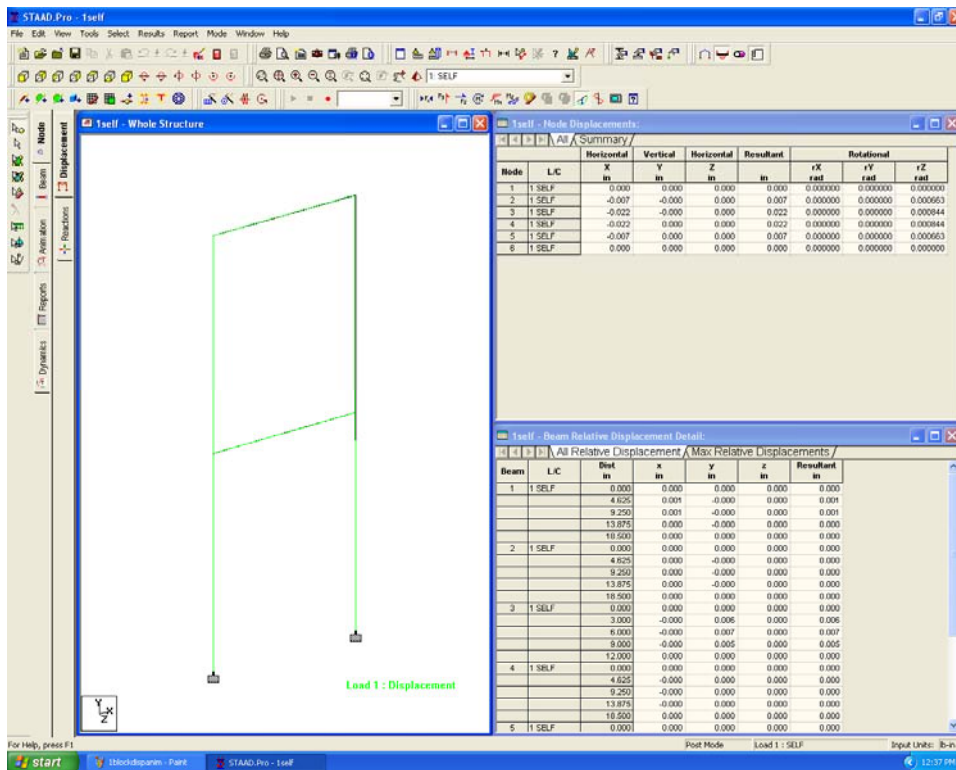 STAAD.Pro - 1self
File Edit View Tools Select Results Report Mode Window Help
1: SELF
Node
Beam
Animation
Reports
Dynamics
Displacement
Reactions
1self - Whole Structure
Load 1 : Displacement
Y
X
Z
1self - Node Displacements:
All Summary
Horizontal Vertical Horizontal Resultant Rotational
Node L/C X in Y in Z in in rX rad rY rad rZ rad
1 1 SELF 0.000 0.000 0.000 0.000 0.000000 0.000000 0.000000
2 1 SELF -0.007 -0.000 0.000 0.007 0.000000 0.000000 0.000663
3 1 SELF -0.022 -0.000 0.000 0.022 0.000000 0.000000 0.000844
4 1 SELF -0.022 -0.000 0.000 0.022 0.000000 0.000000 0.000844
5 1 SELF -0.007 -0.000 0.000 0.007 0.000000 0.000000 0.000663
6 1 SELF 0.000 0.000 0.000 0.000 0.000000 0.000000 0.000000
1self - Beam Relative Displacement Detail:
All Relative Displacement Max Relative Displacements
Beam L/C Dist in x in y in z in Resultant in
1 1 SELF 0.000 0.000 0.000 0.000 0.000
4.625 0.001 -0.000 0.000 0.001
9.250 0.001 -0.000 0.000 0.001
13.875 0.000 -0.000 0.000 0.000
18.500 0.000 0.000 0.000 0.000
2 1 SELF 0.000 0.000 0.000 0.000 0.000
4.625 0.000 -0.000 0.000 0.000
9.250 0.000 -0.000 0.000 0.000
13.875 0.000 -0.000 0.000 0.000
18.500 0.000 0.000 0.000 0.000
3 1 SELF 0.000 0.000 0.000 0.000 0.000
3.000 -0.000 0.006 0.000 0.006
6.000 -0.000 0.007 0.000 0.007
9.000 -0.000 0.005 0.000 0.005
12.000 0.000 0.000 0.000 0.000
4 1 SELF 0.000 0.000 0.000 0.000 0.000
4.625 -0.000 0.000 0.000 0.000
9.250 -0.000 0.000 0.000 0.000
13.875 -0.000 0.000 0.000 0.000
18.500 0.000 0.000 0.000 0.000
5 1 SELF 0.000 0.000 0.000 0.000 0.000
For Help, press F1
Post Mode Load 1 : SELF Input Units: lb-in
start 1blockdispanim - Paint STAAD.Pro - 1self 12:37 PM